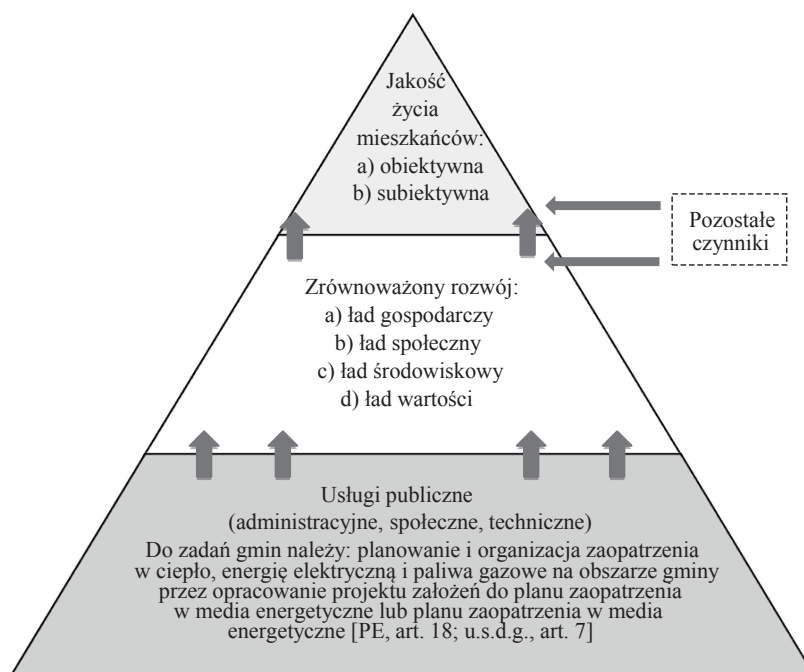 Jakość
życia
mieszkańców:
a) obiektywna
b) subiektywna
Pozostałe
czynniki
Zrównoważony rozwój:
a) ład gospodarczy
b) ład społeczny
c) ład środowiskowy
d) ład wartości
Usługi publiczne
(administracyjne, społeczne, techniczne)
Do zadań gmin należy: planowanie i organizacja zaopatrzenia
w ciepło, energię elektryczną i paliwa gazowe na obszarze gminy
przez opracowanie projektu założeń do planu zaopatrzenia
w media energetyczne lub planu zaopatrzenia w media
energetyczne [PE, art. 18; u.s.d.g., art. 7]